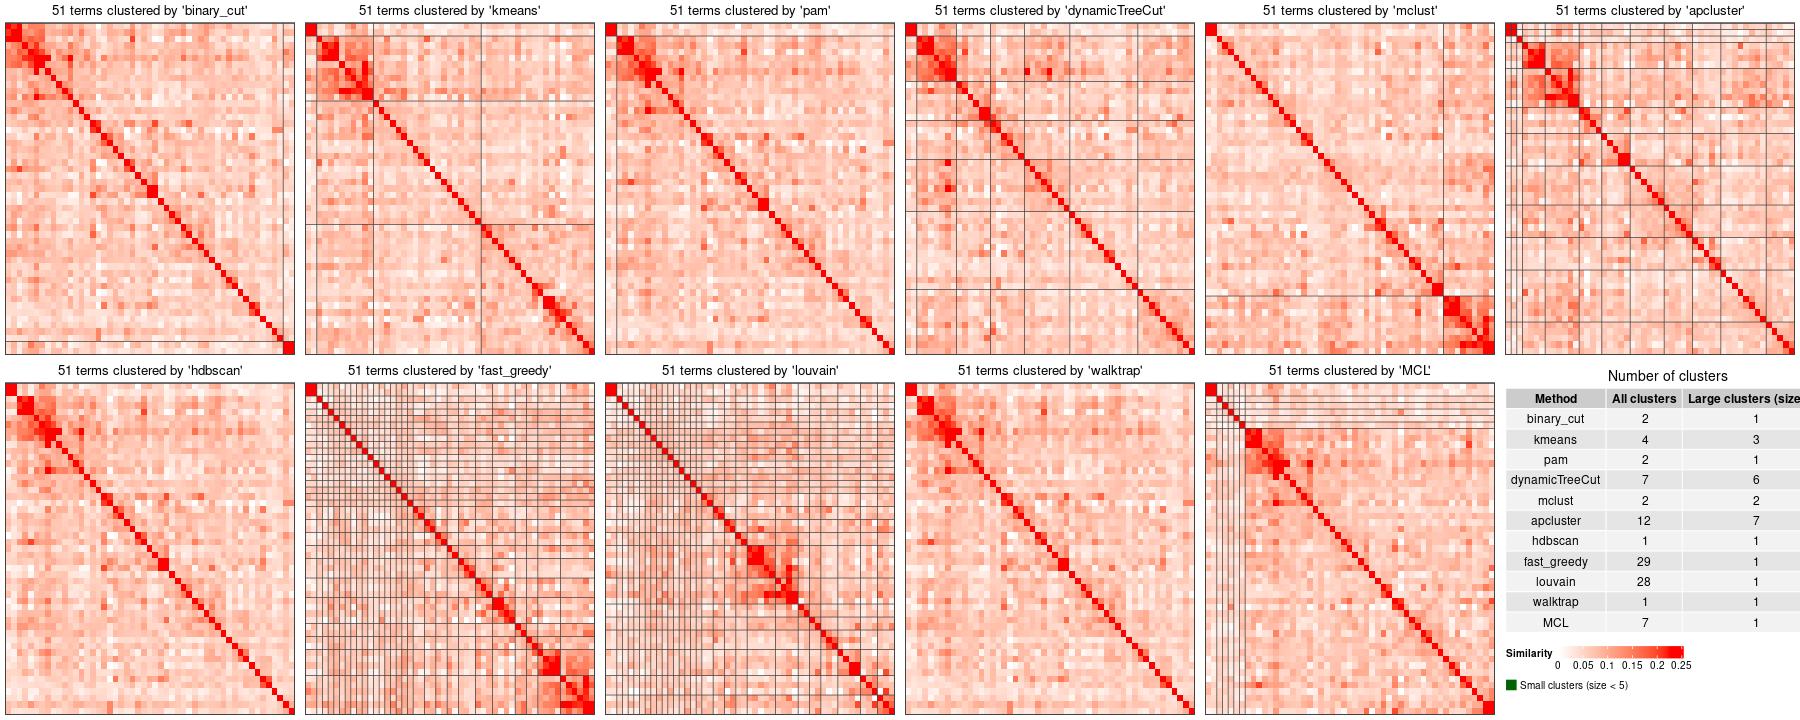 51 terms clustered by 'binary_cut'
51 terms clustered by 'kmeans'
51 terms clustered by 'pam'
51 terms clustered by 'dynamicTreeCut'
51 terms clustered by 'mclust'
51 terms clustered by 'apcluster'
51 terms clustered by 'hdbscan'
51 terms clustered by 'fast_greedy'
51 terms clustered by 'louvain'
51 terms clustered by 'walktrap'
51 terms clustered by 'MCL'
Number of clusters
Method All clusters Large clusters (size
binary_cut 2 1
kmeans 4 3
pam 2 1
dynamicTreeCut 7 6
mclust 2 2
apcluster 12 7
hdbscan 1 1
fast_greedy 29 1
louvain 28 1
walktrap 1 1
MCL 7 1
Similarity
0 0.05 0.1 0.15 0.2 0.25
Small clusters (size < 5)